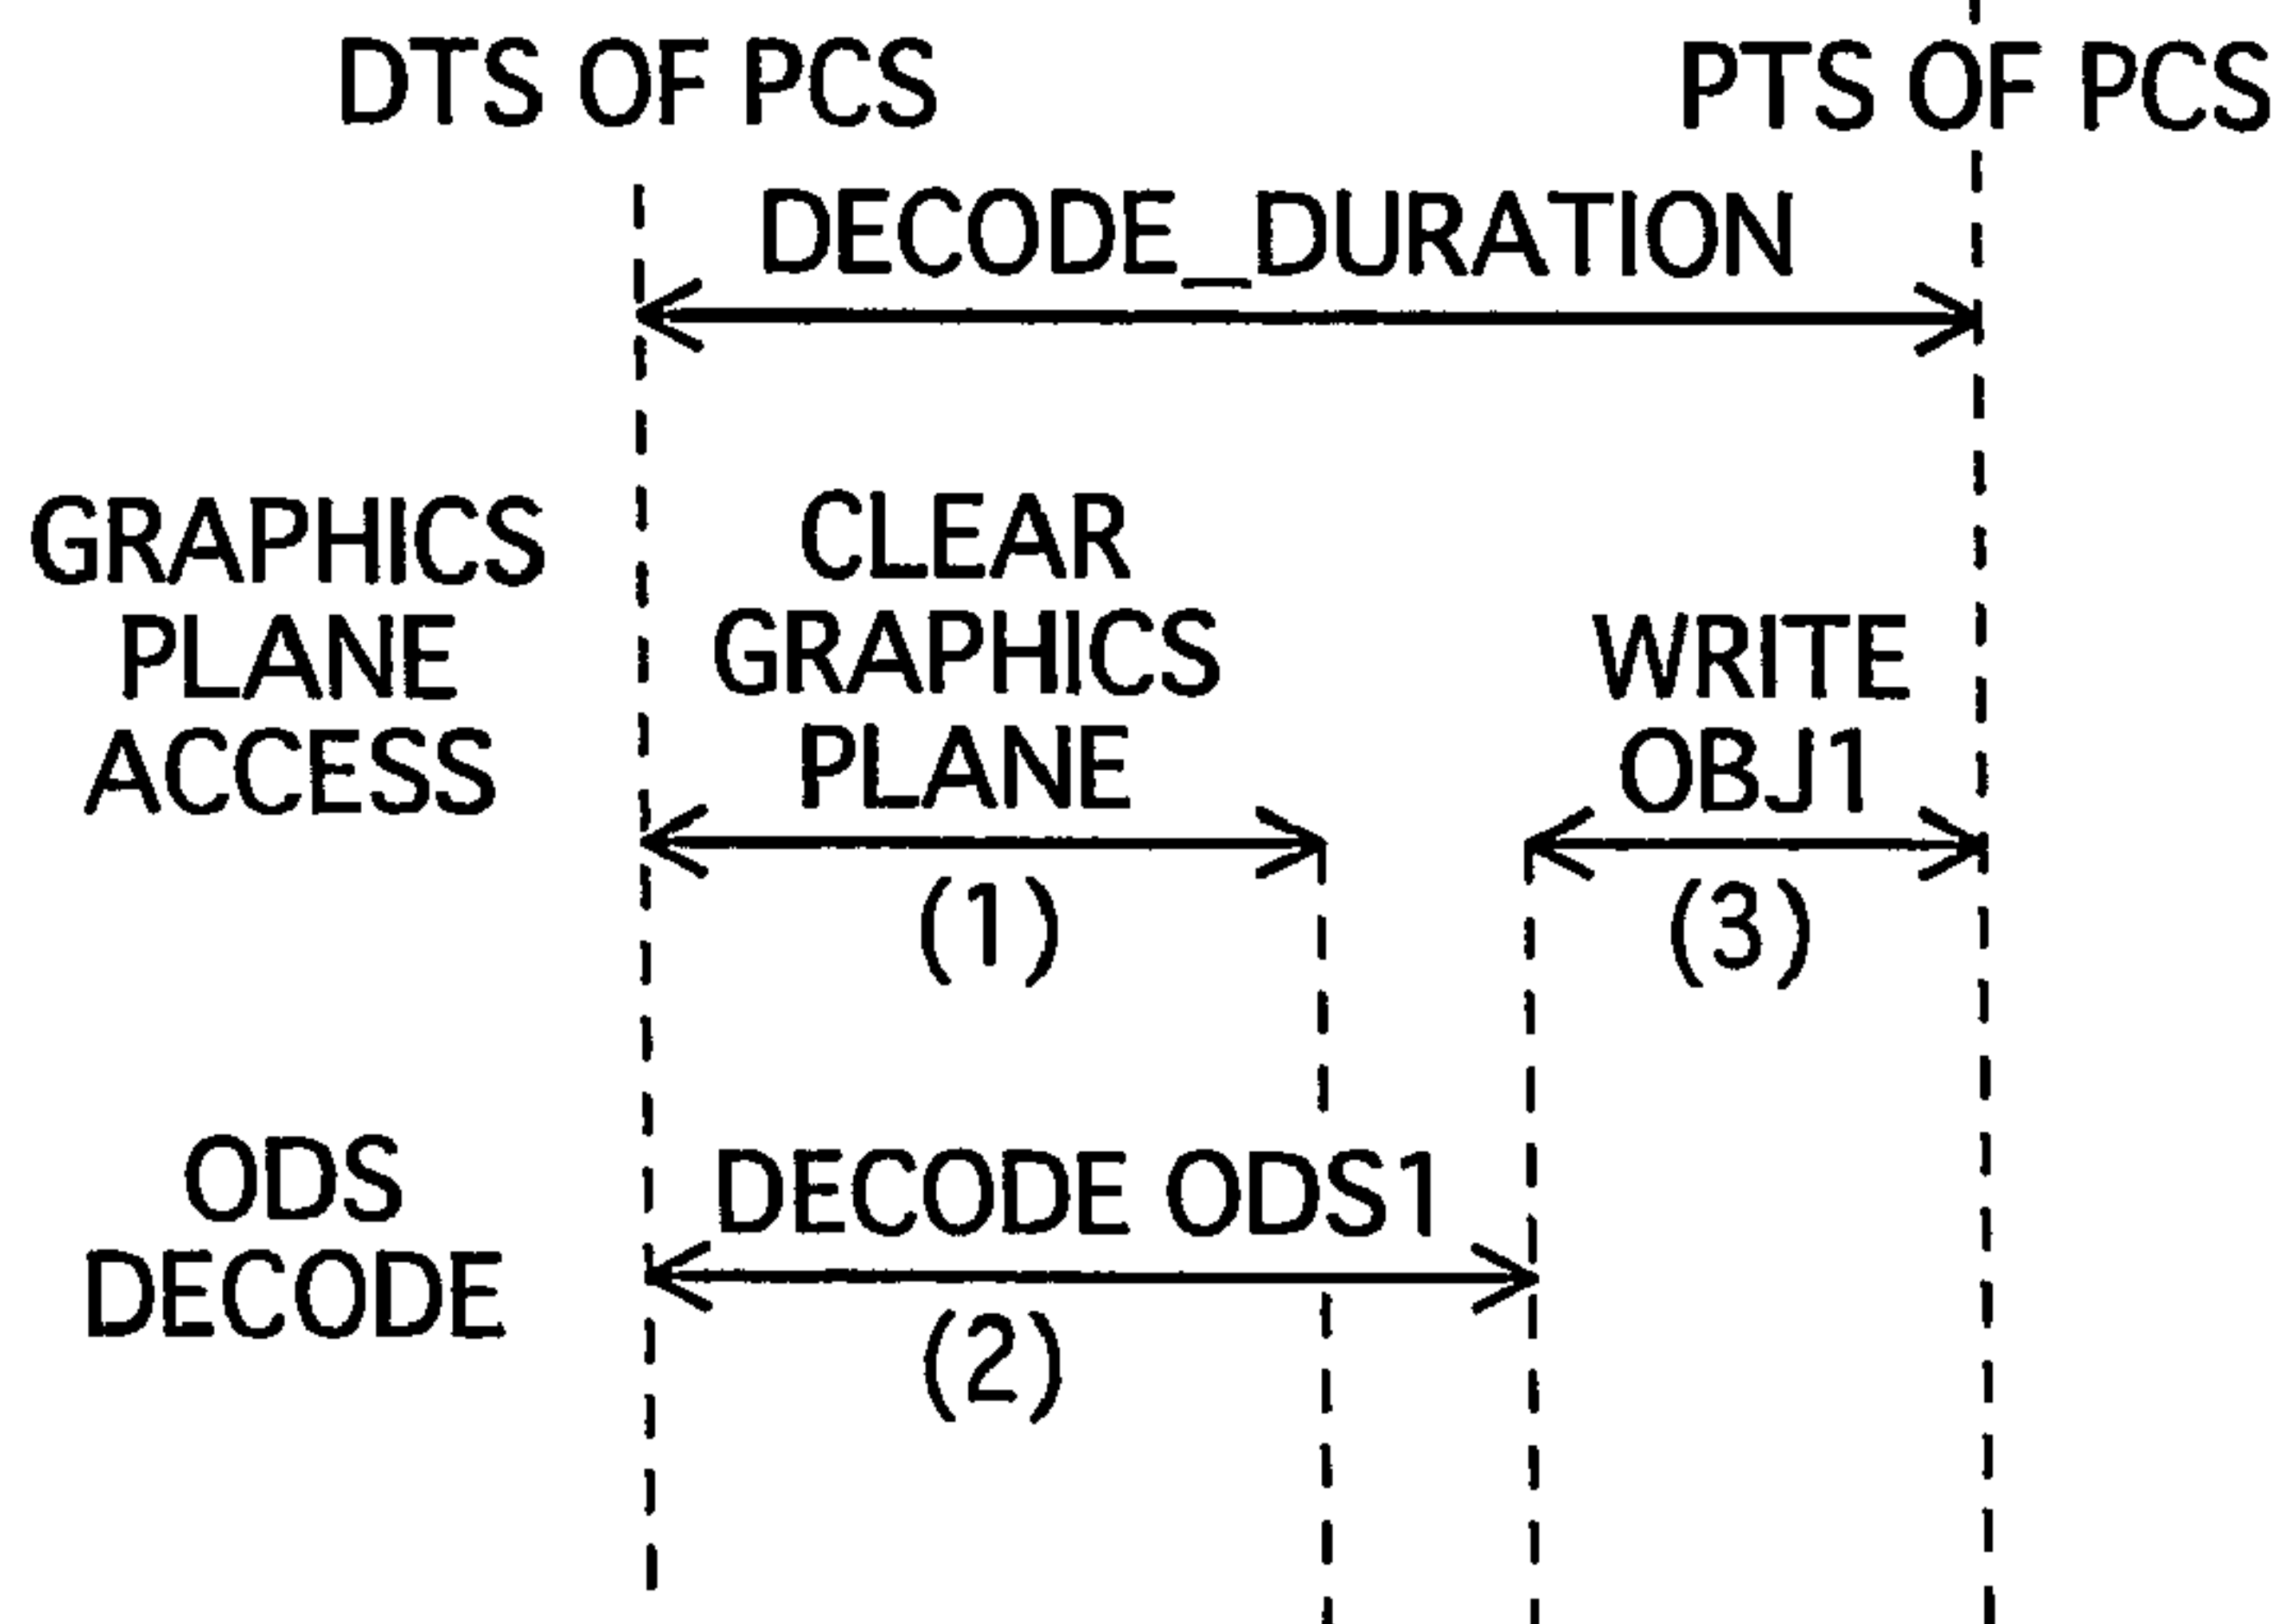 DTS OF PCS
PTS OF PCS
DECODE_DURATION
GRAPHICS
PLANE
ACCESS
CLEAR
GRAPHICS
PLANE
(1)
WRITE
OBJ1
(3)
ODS
DECODE
DECODE ODS1
(2)